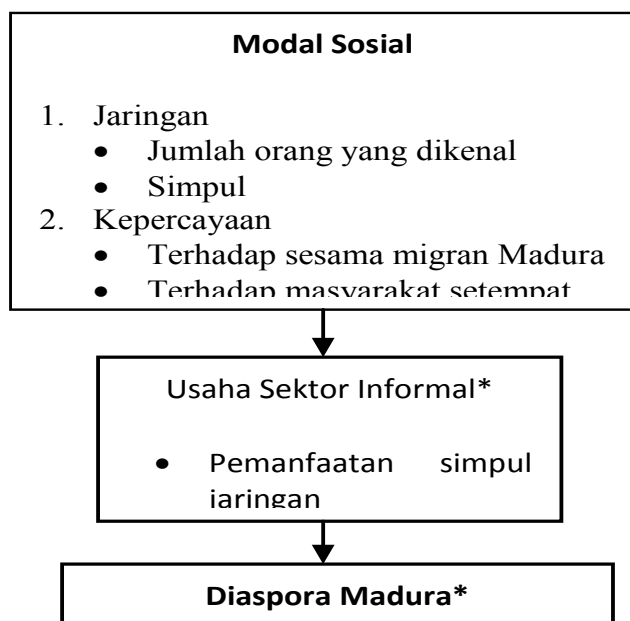 Modal Sosial
1. Jaringan
• Jumlah orang yang dikenal
• Simpul
2. Kepercayaan
• Terhadap sesama migran Madura
• Terhadap masyarakat setempat
Usaha Sektor Informal*
• Pemanfaatan simpul
jaringan
Diaspora Madura*